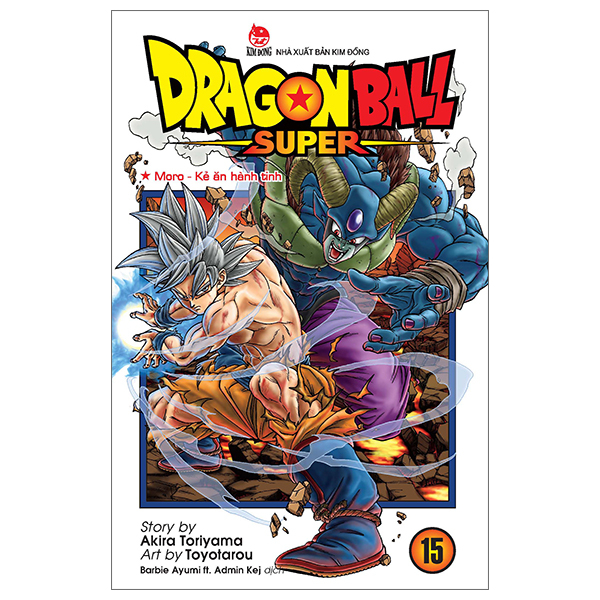 KIM ĐỒNG
NHÀ XUẤT BẢN KIM ĐỒNG
DRAGON BALL
SUPER
★ Moro - Kẻ ăn hành tinh
Story by
Akira Toriyama
Art by Toyotarou
Barbie Ayumi ft. Admin Kej dịch
15